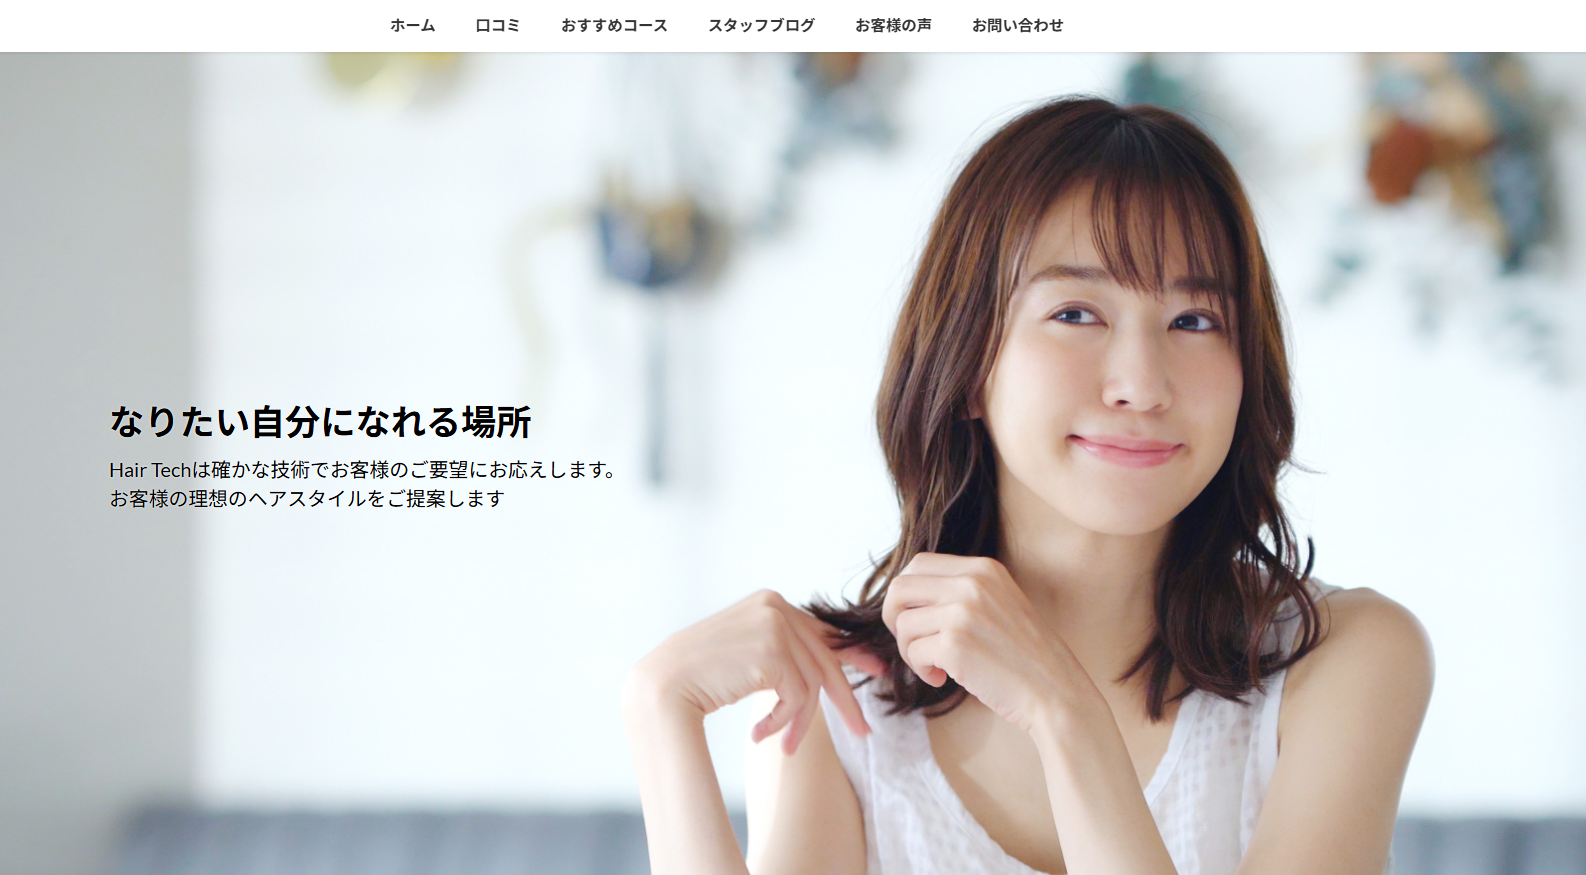 ホーム 口コミ おすすめコース スタッフブログ お客様の声 お問い合わせ
なりたい自分になれる場所
Hair Techは確かな技術でお客様のご要望にお応えします。
お客様の理想のヘアスタイルをご提案します